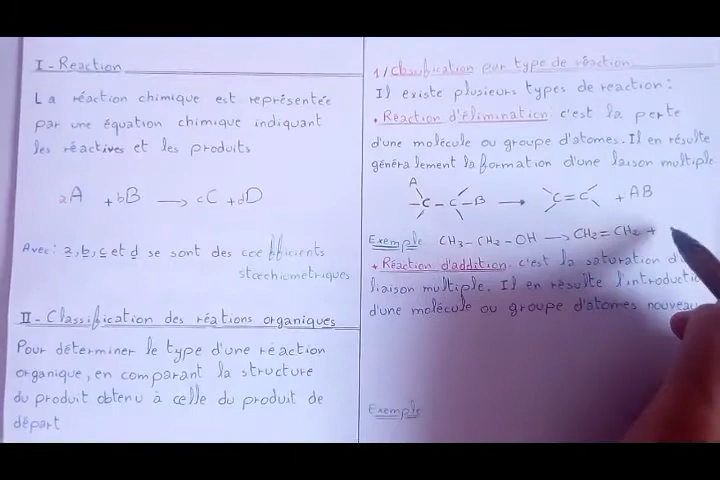 I - Reaction
La réaction chimique est représentée
par une équation chimique indiquant
les réactives et les produits
aA + bB → cC + dD
Avec: a, b, c et d se sont des coefficients
stœchiometriques
II - Classification des réations organiques
Pour déterminer le type d'une reaction
organique, en comparant la structure
du produit obtenu à celle du produit de
départ
1/ Classification par type de réaction
Il existe plusieurs types de reaction:
• Reaction d'élimination c'est la perte
d'une molécule ou groupe d'atomes. Il en résulte
généralement la formation d'une laison multiple
A
- C - C - B → C = C + AB
Exemple CH3 - CH2 - OH → CH2 = CH2 +
• Réaction d'addition c'est la saturation
liaison multiple. Il en résulte l'introducti
d'une molécule ou groupe d'atomes nouveau
Exemple